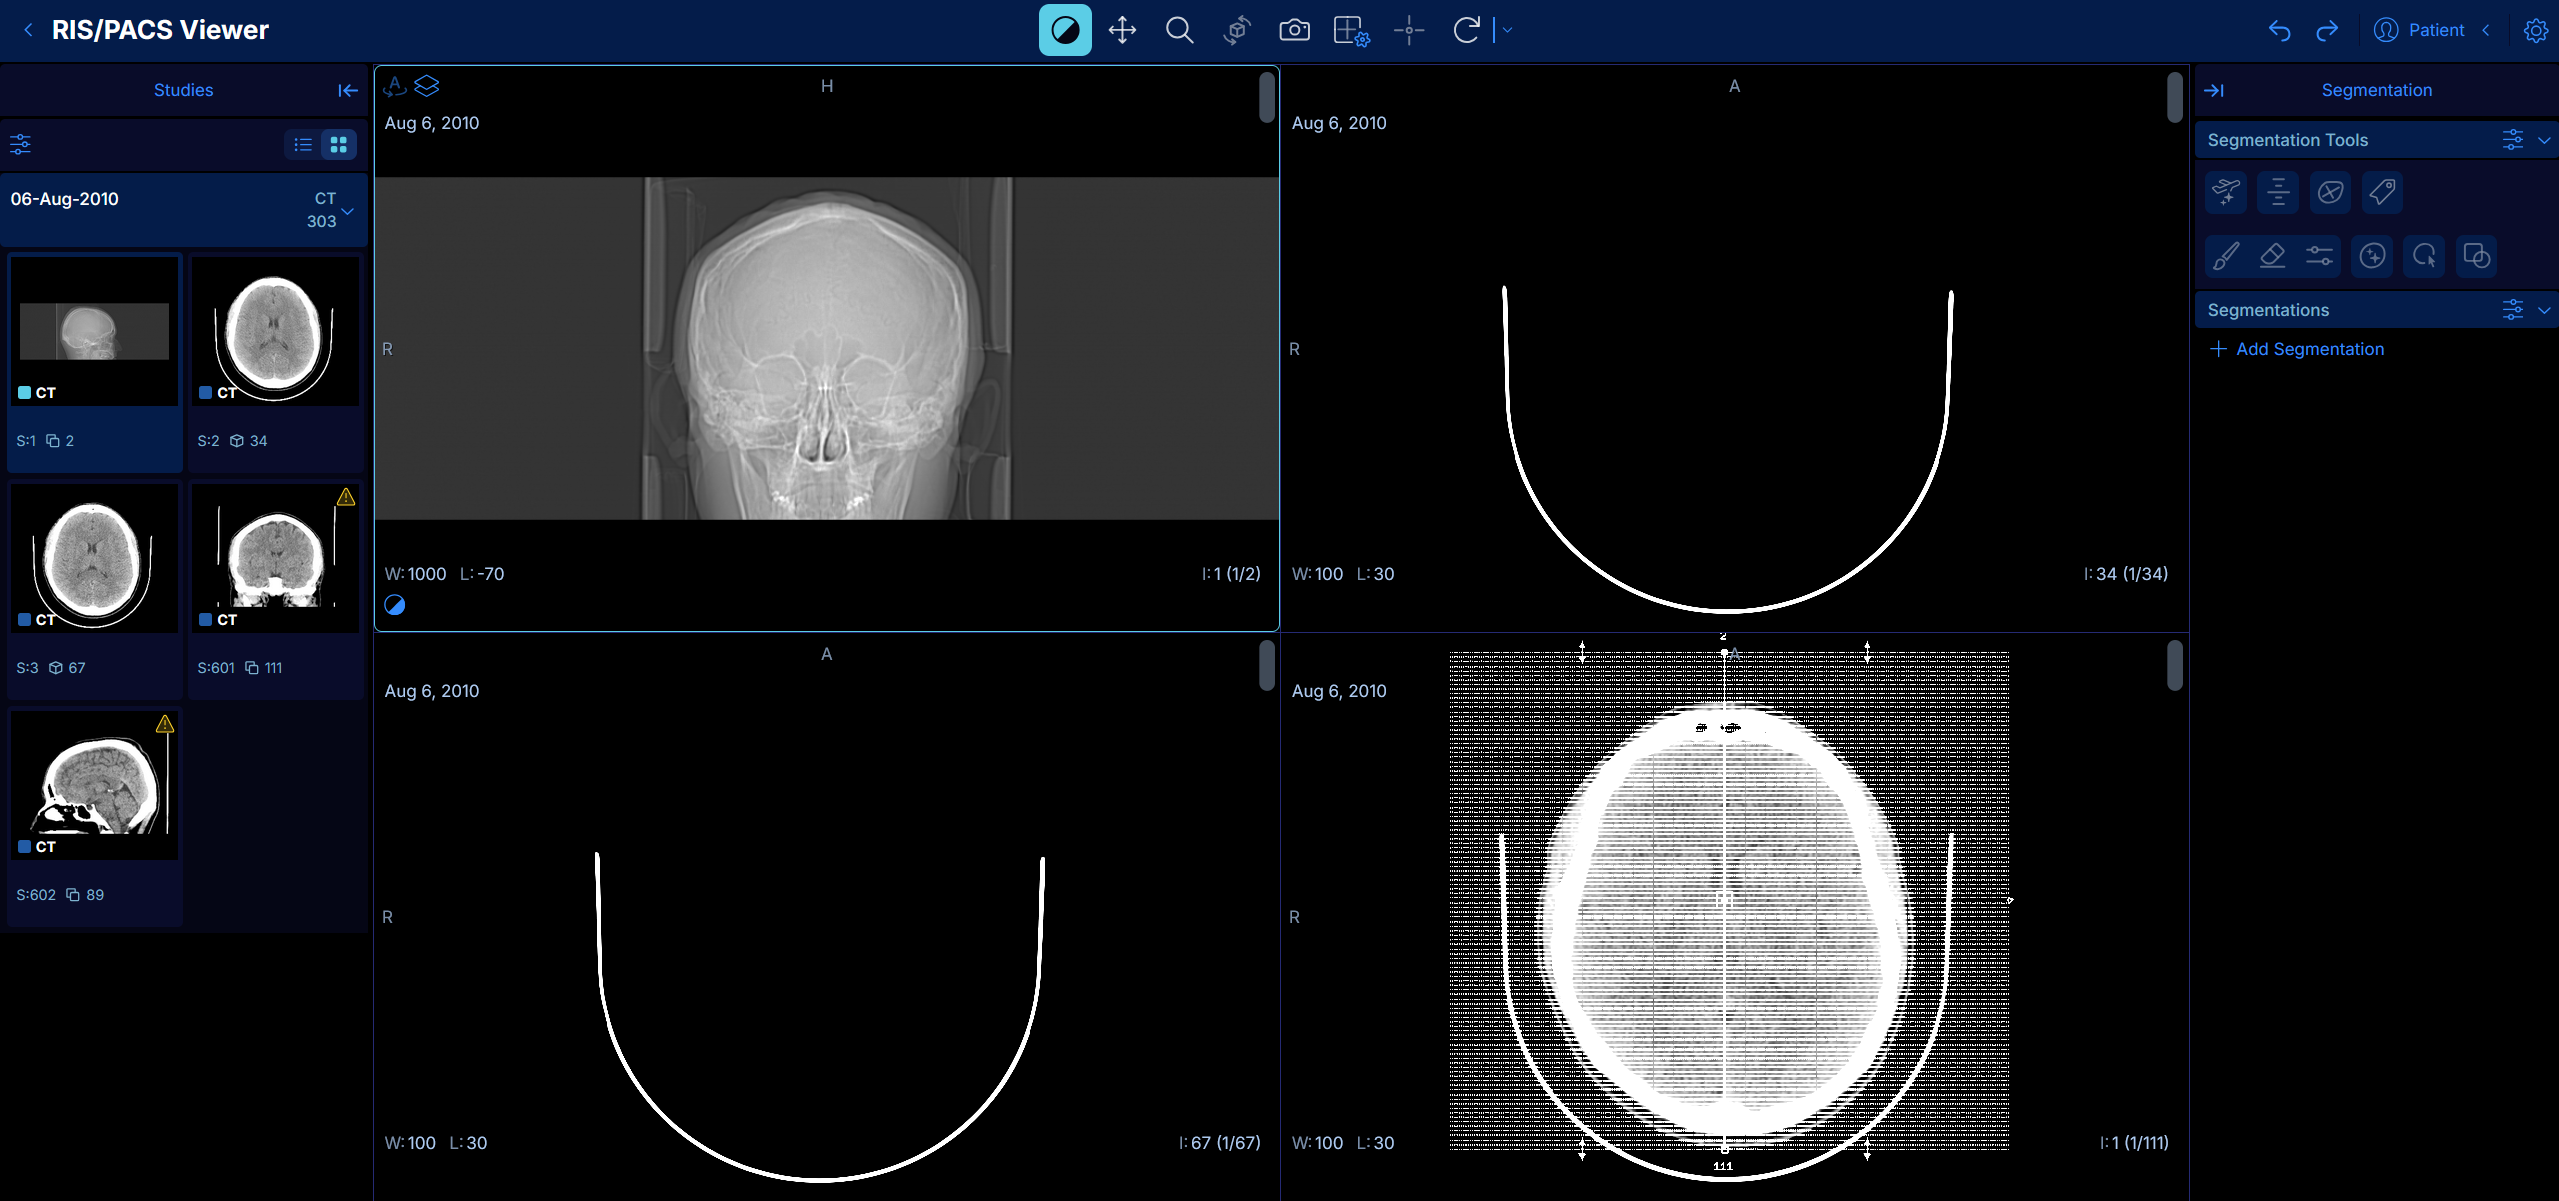 RIS/PACS Viewer
Patient
Studies
06-Aug-2010
CT
303
CT
S:1 2
CT
S:2 34
CT
S:3 67
CT
S:601 111
CT
S:602 89
H
Aug 6, 2010
R
W: 1000 L: -70
I: 1 (1/2)
A
Aug 6, 2010
R
W: 100 L: 30
I: 34 (1/34)
A
Aug 6, 2010
R
W: 100 L: 30
I: 67 (1/67)
2
A
Aug 6, 2010
R
W: 100 L: 30
I: 1 (1/111)
111
Segmentation
Segmentation Tools
Segmentations
Add Segmentation